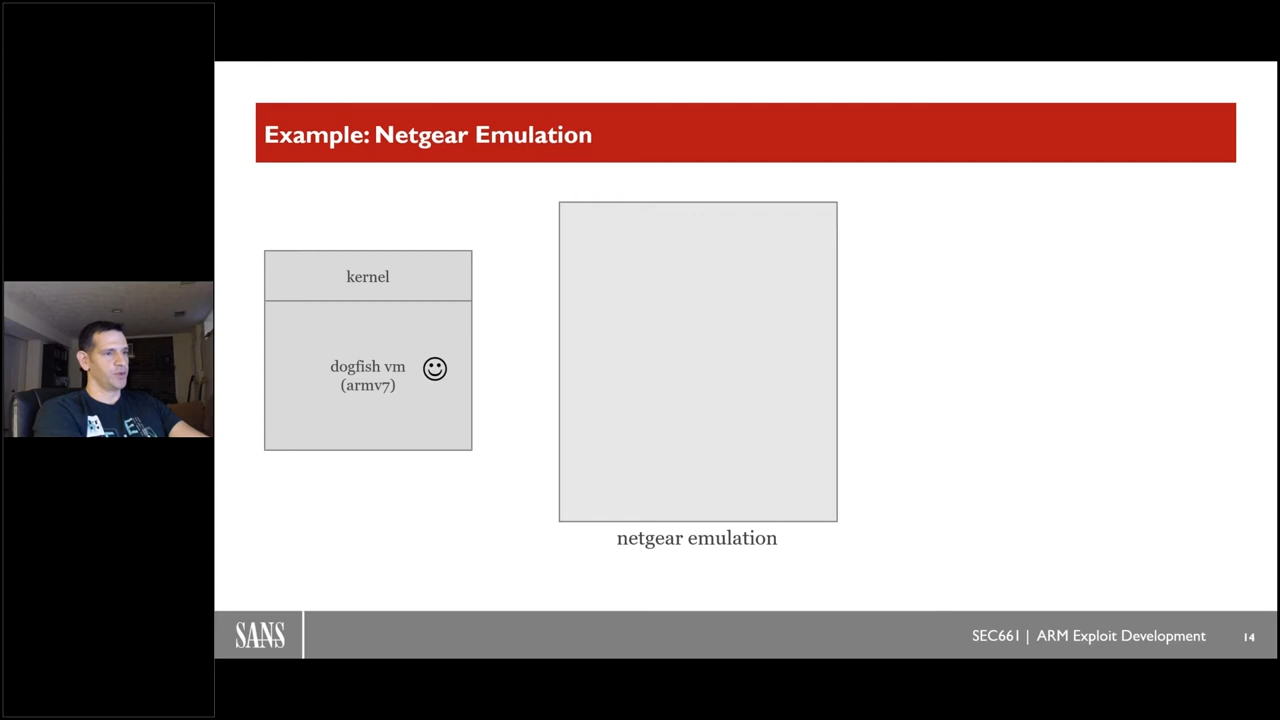 Example: Netgear Emulation
kernel
dogfish vm
(armv7)
netgear emulation
SANS
SEC661 | ARM Exploit Development
14